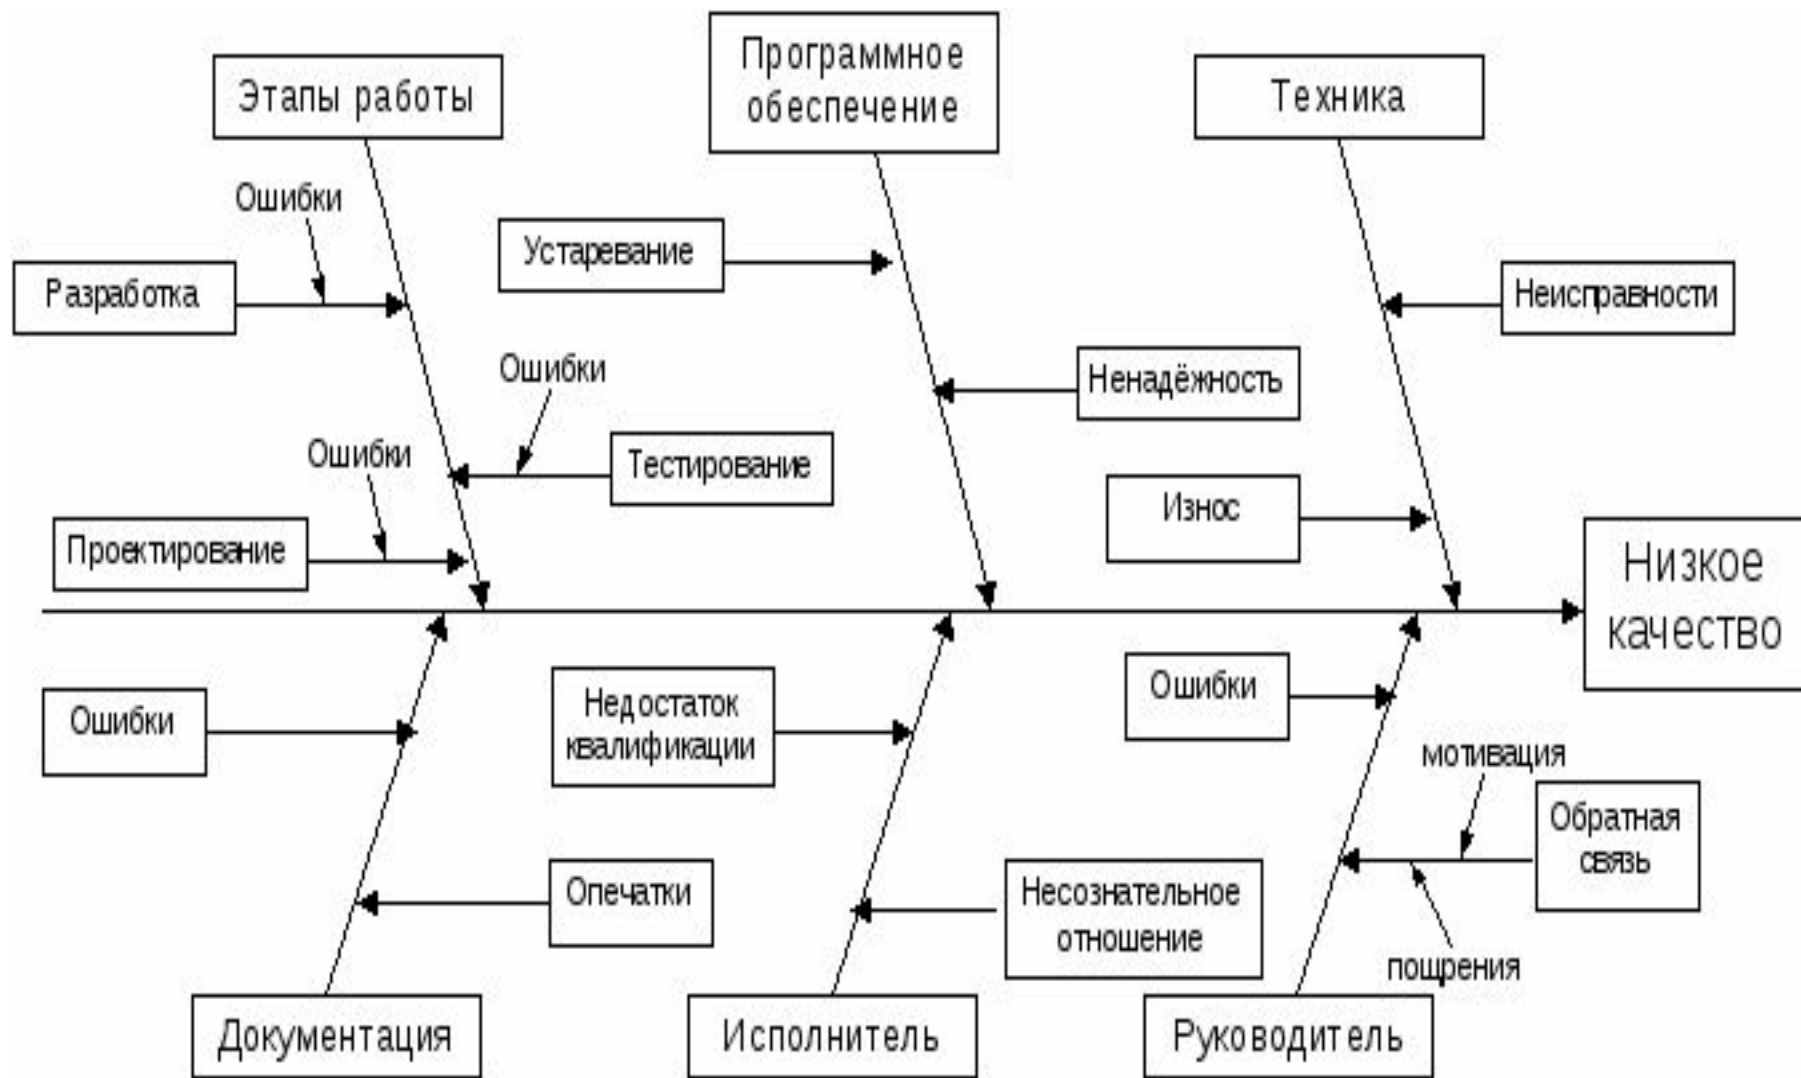 Программное
обеспечение
Этапы работы
Техника
Ошибки
Устаревание
Разработка
Неисправности
Ошибки
Ненадёжность
Ошибки
Тестирование
Износ
Проектирование
Низкое
качество
Ошибки
Недостаток
квалификации
Ошибки
мотивация
Обратная
связь
Опечатки
Несознательное
отношение
пощрения
Документация
Исполнитель
Руководитель